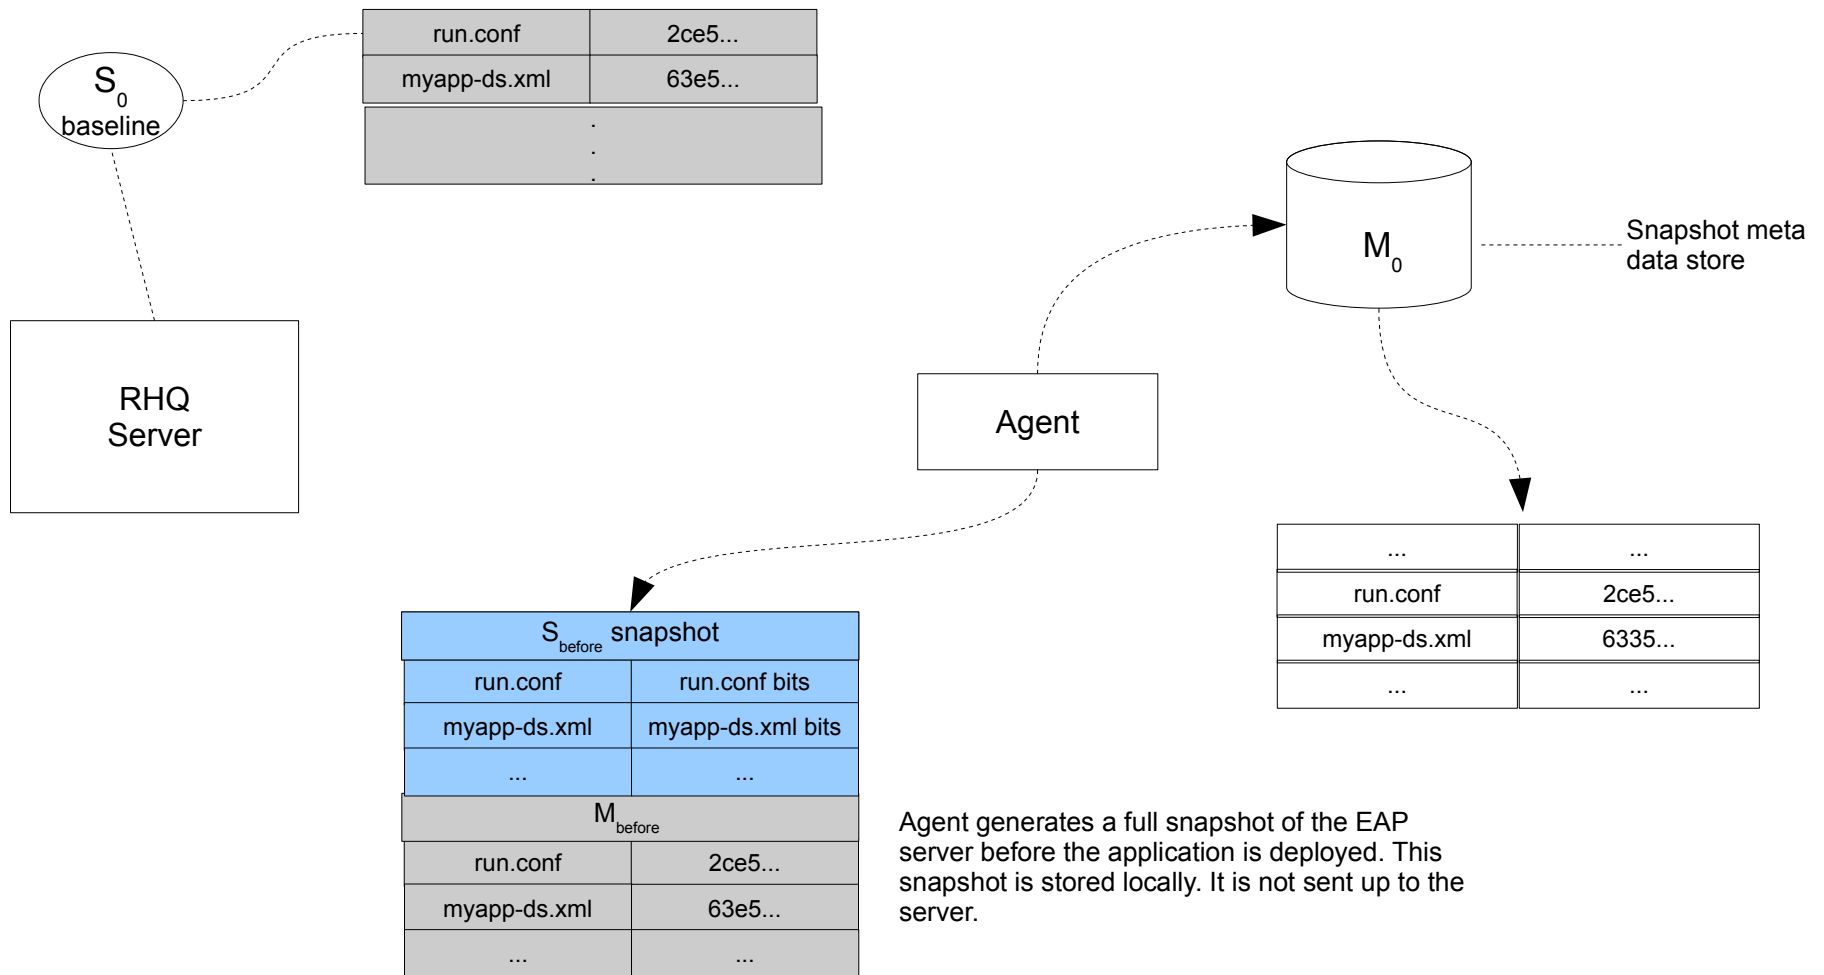 run.conf 2ce5...
myapp-ds.xml 63e5...
.
.
.
S0
baseline
RHQ
Server
Agent
M0
Snapshot meta
data store
... ...
run.conf 2ce5...
myapp-ds.xml 6335...
... ...
Sbefore snapshot
run.conf run.conf bits
myapp-ds.xml myapp-ds.xml bits
... ...
Mbefore
run.conf 2ce5...
myapp-ds.xml 63e5...
... ...
Agent generates a full snapshot of the EAP
server before the application is deployed. This
snapshot is stored locally. It is not sent up to the
server.